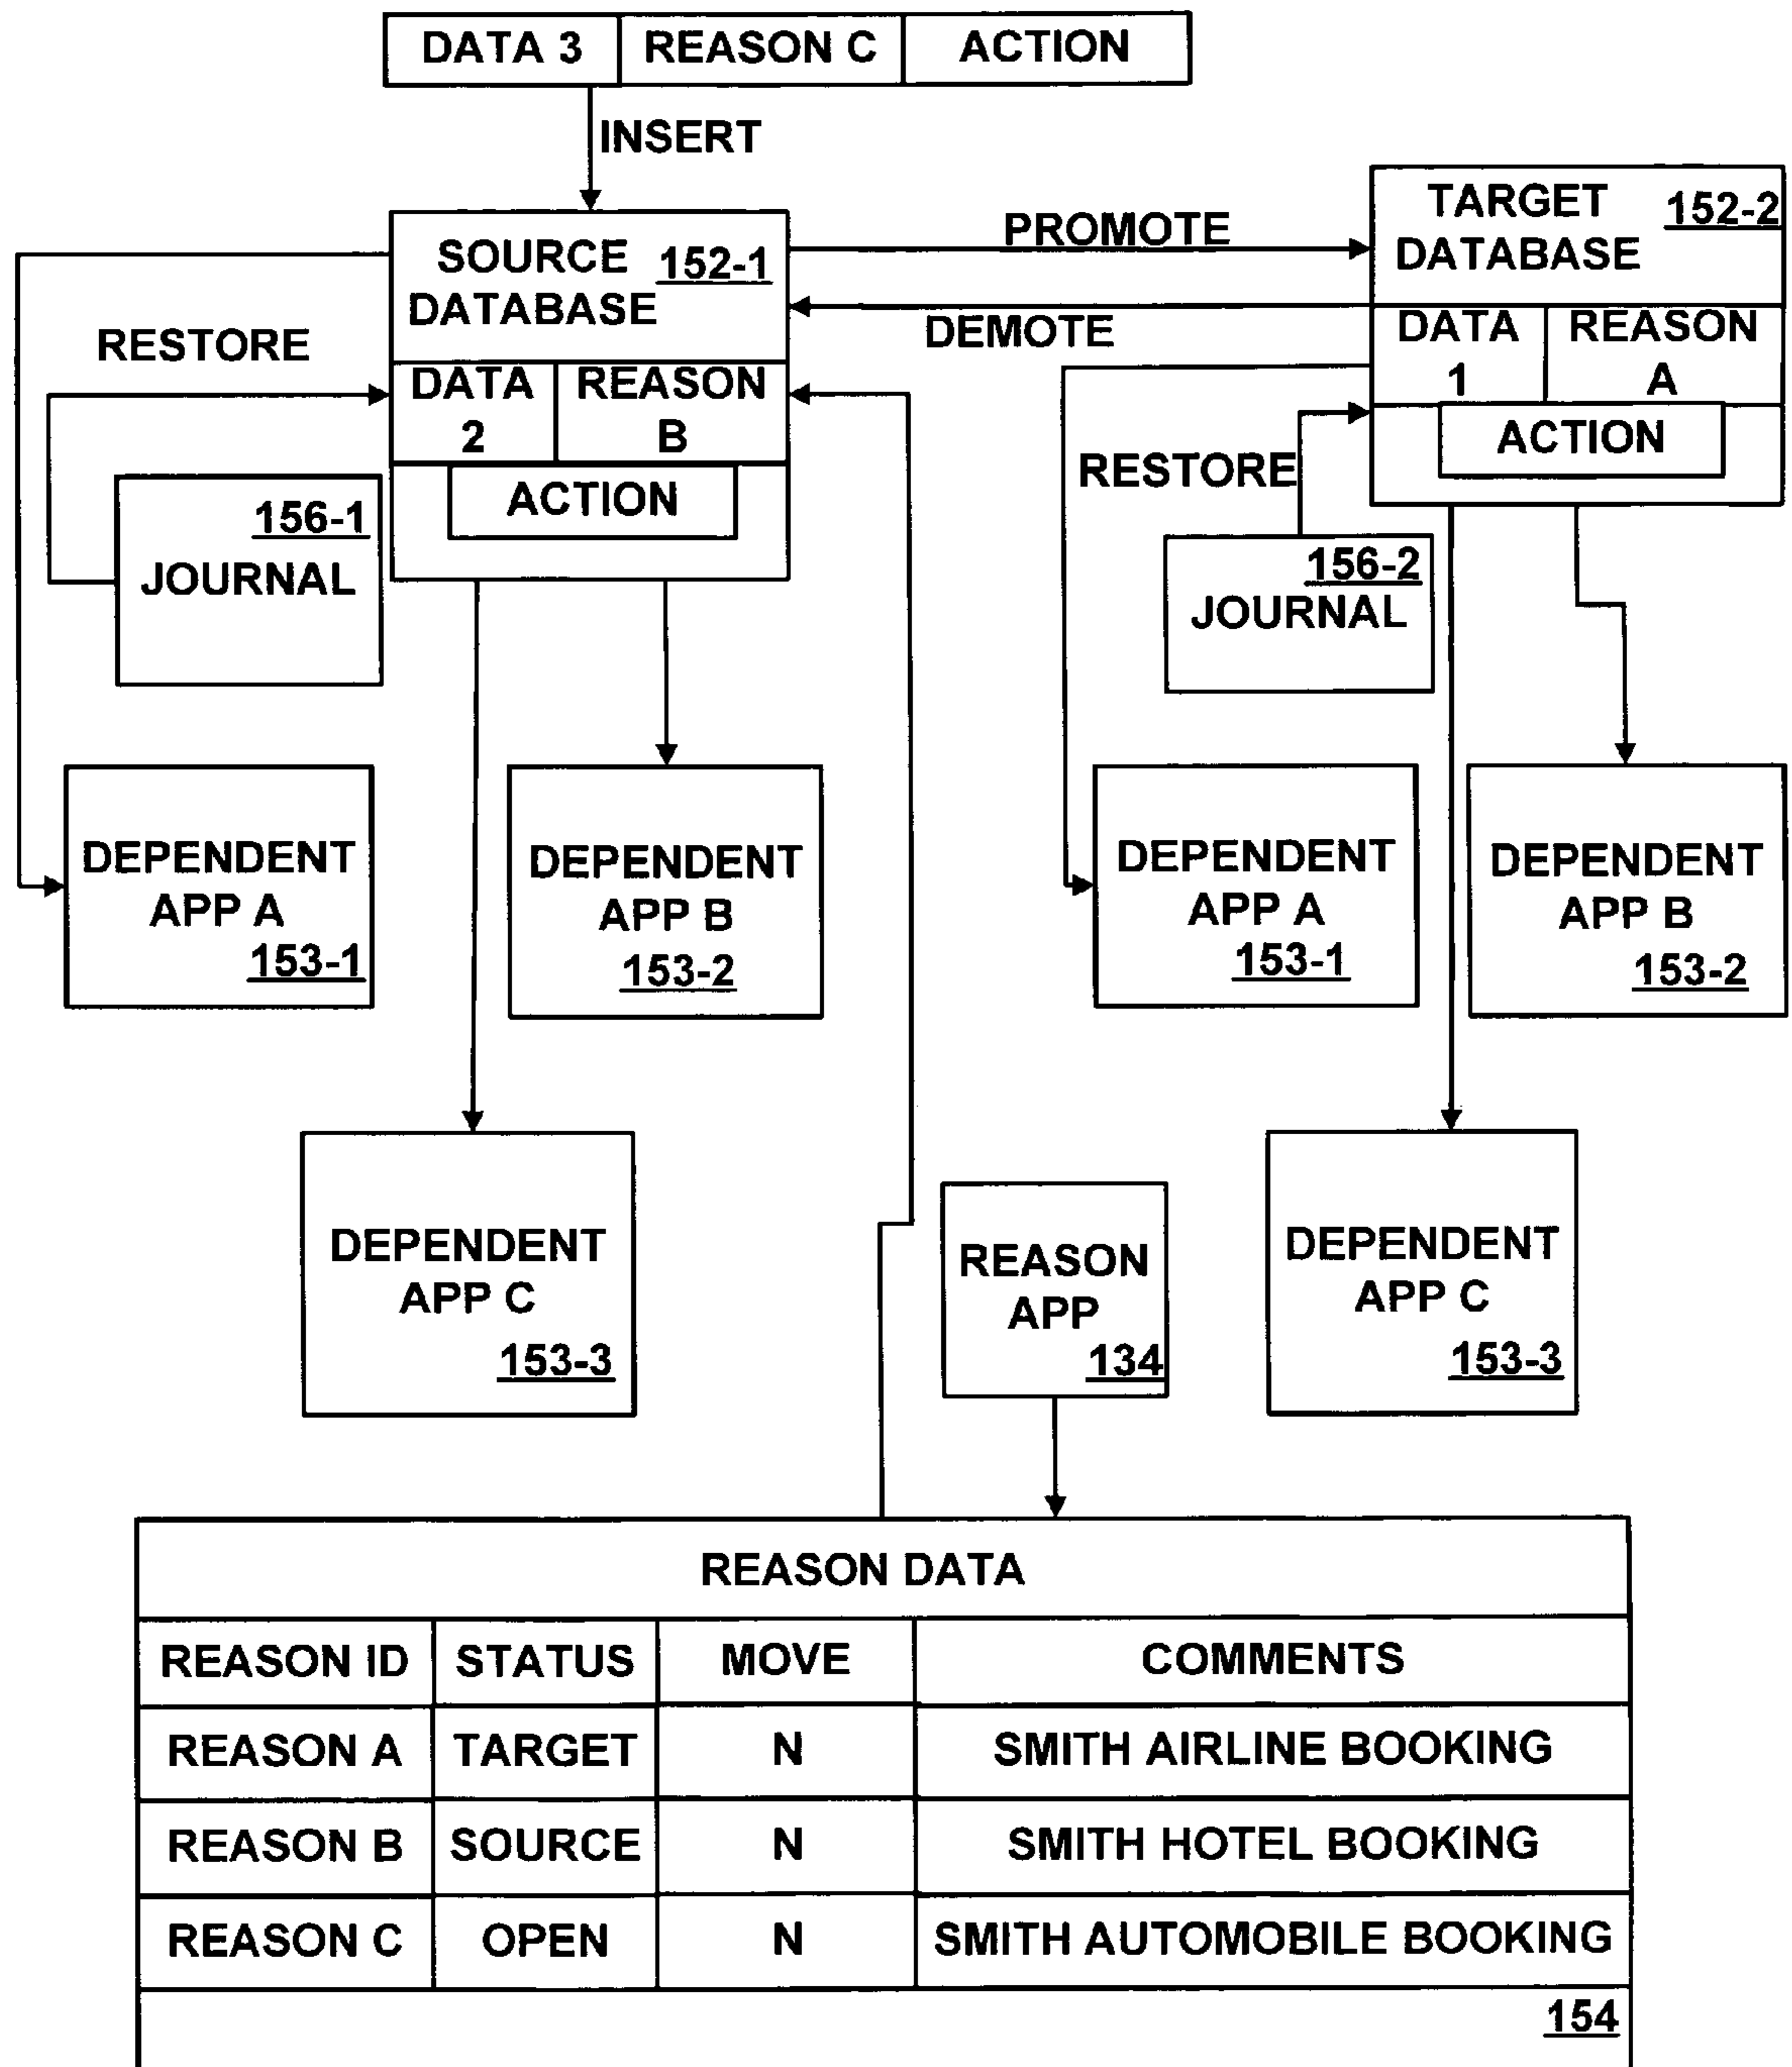 DATA 3 REASON C ACTION
INSERT
SOURCE
DATABASE
152-1
PROMOTE
DEMOTE
TARGET
DATABASE
152-2
RESTORE
DATA
2
REASON
B
ACTION
DATA
1
REASON
A
ACTION
RESTORE
156-1
JOURNAL
156-2
JOURNAL
DEPENDENT
APP A
153-1
DEPENDENT
APP B
153-2
DEPENDENT
APP A
153-1
DEPENDENT
APP B
153-2
DEPENDENT
APP C
153-3
REASON
APP
134
DEPENDENT
APP C
153-3
REASON DATA
REASON ID STATUS MOVE COMMENTS
REASON A TARGET N SMITH AIRLINE BOOKING
REASON B SOURCE N SMITH HOTEL BOOKING
REASON C OPEN N SMITH AUTOMOBILE BOOKING
154